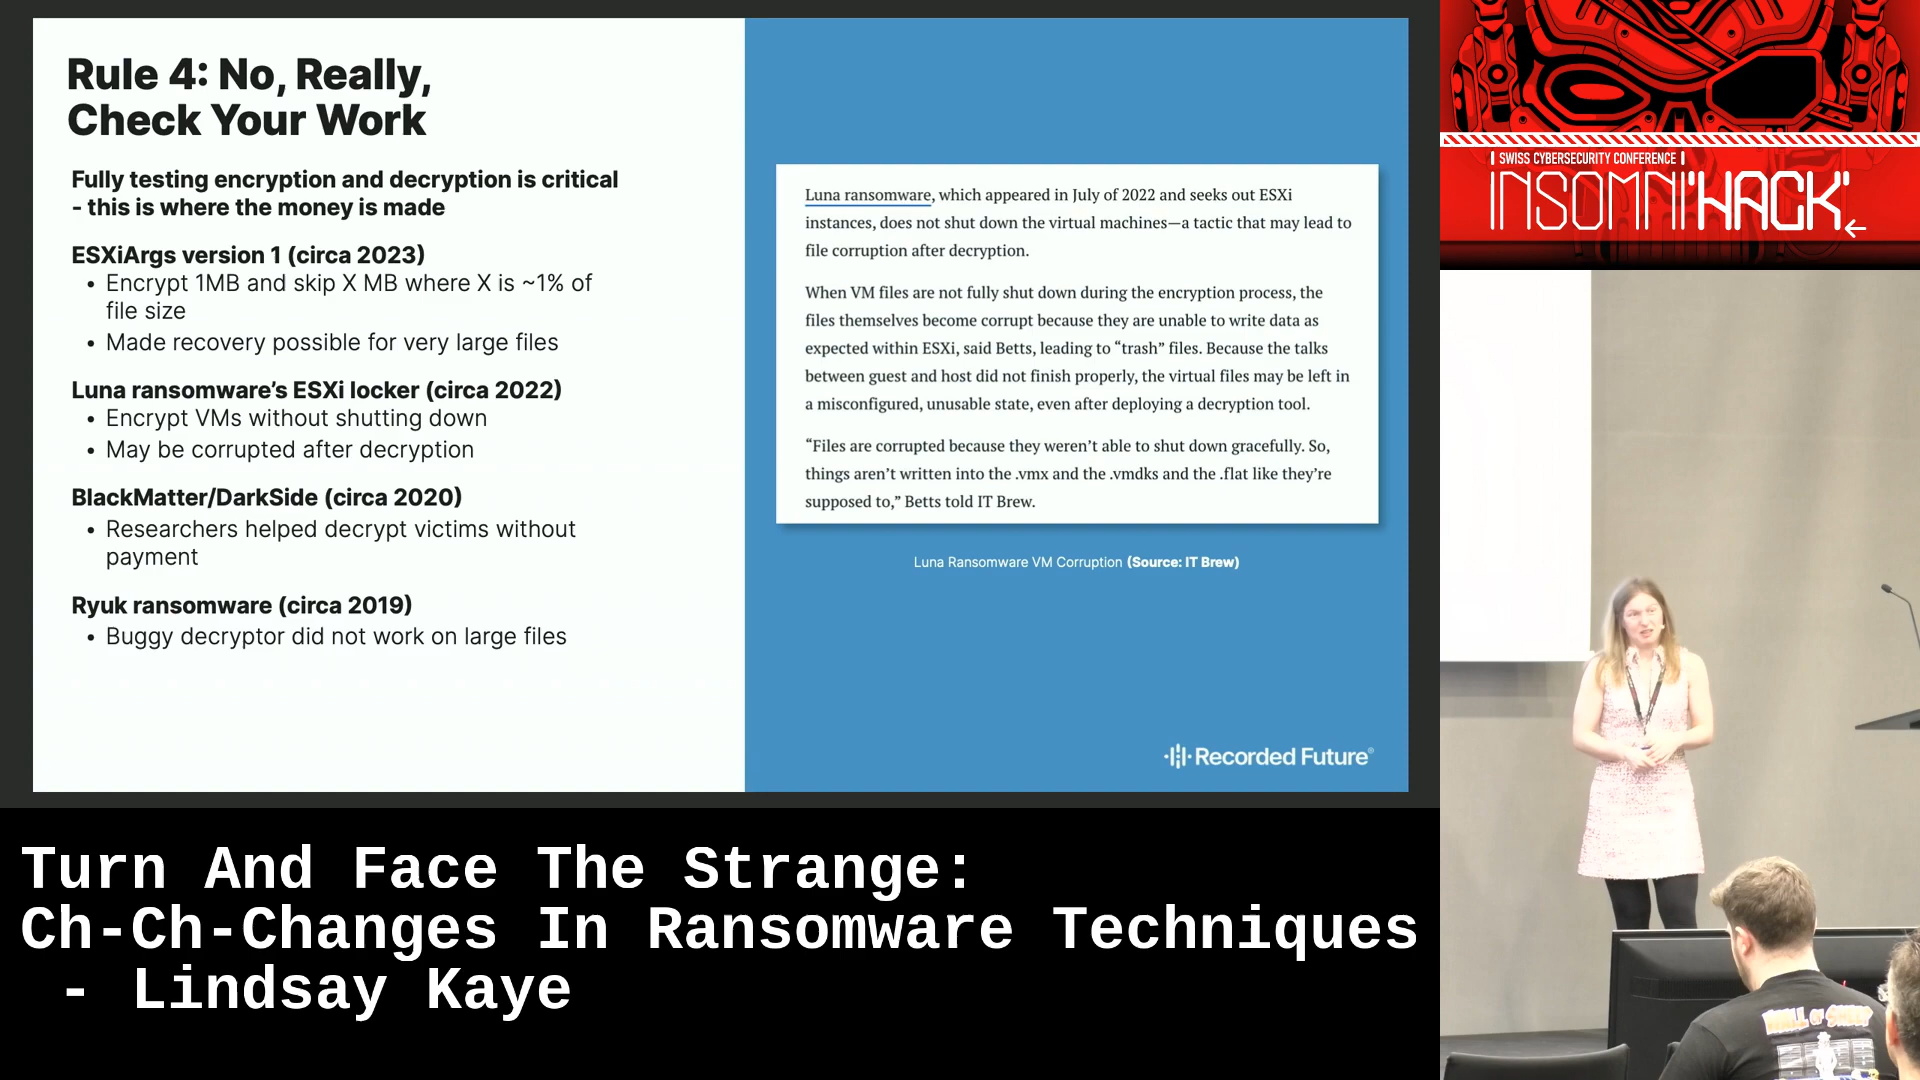 Rule 4: No, Really,
Check Your Work
Fully testing encryption and decryption is critical
- this is where the money is made
ESXiArgs version 1 (circa 2023)
• Encrypt 1MB and skip X MB where X is ~1% of
file size
• Made recovery possible for very large files
Luna ransomware’s ESXi locker (circa 2022)
• Encrypt VMs without shutting down
• May be corrupted after decryption
BlackMatter/DarkSide (circa 2020)
• Researchers helped decrypt victims without
payment
Ryuk ransomware (circa 2019)
• Buggy decryptor did not work on large files
Luna ransomware, which appeared in July of 2022 and seeks out ESXi
instances, does not shut down the virtual machines—a tactic that may lead to
file corruption after decryption.
When VM files are not fully shut down during the encryption process, the
files themselves become corrupt because they are unable to write data as
expected within ESXi, said Betts, leading to “trash” files. Because the talks
between guest and host did not finish properly, the virtual files may be left in
a misconfigured, unusable state, even after deploying a decryption tool.
“Files are corrupted because they weren’t able to shut down gracefully. So,
things aren’t written into the .vmx and the .vmdks and the .flat like they’re
supposed to,” Betts told IT Brew.
Luna Ransomware VM Corruption (Source: IT Brew)
Recorded Future®
SWISS CYBERSECURITY CONFERENCE
INSOMNI'HACK'
WALL OF SHEEP
Turn And Face The Strange:
Ch-Ch-Changes In Ransomware Techniques
- Lindsay Kaye